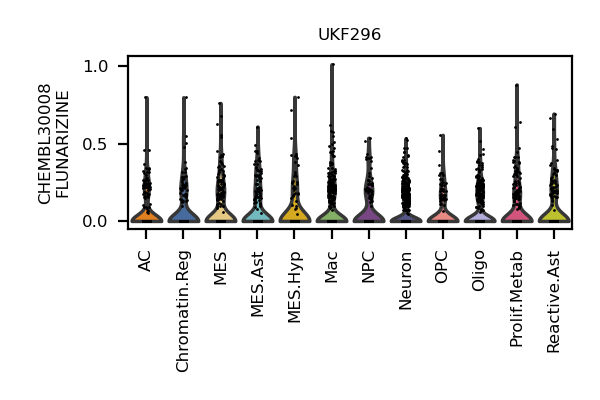 UKF296
CHEMBL30008
FLUNARIZINE
1.0
0.5
0.0
AC
Chromatin.Reg
MES
MES.Ast
MES.Hyp
Mac
NPC
Neuron
OPC
Oligo
Prolif.Metab
Reactive.Ast